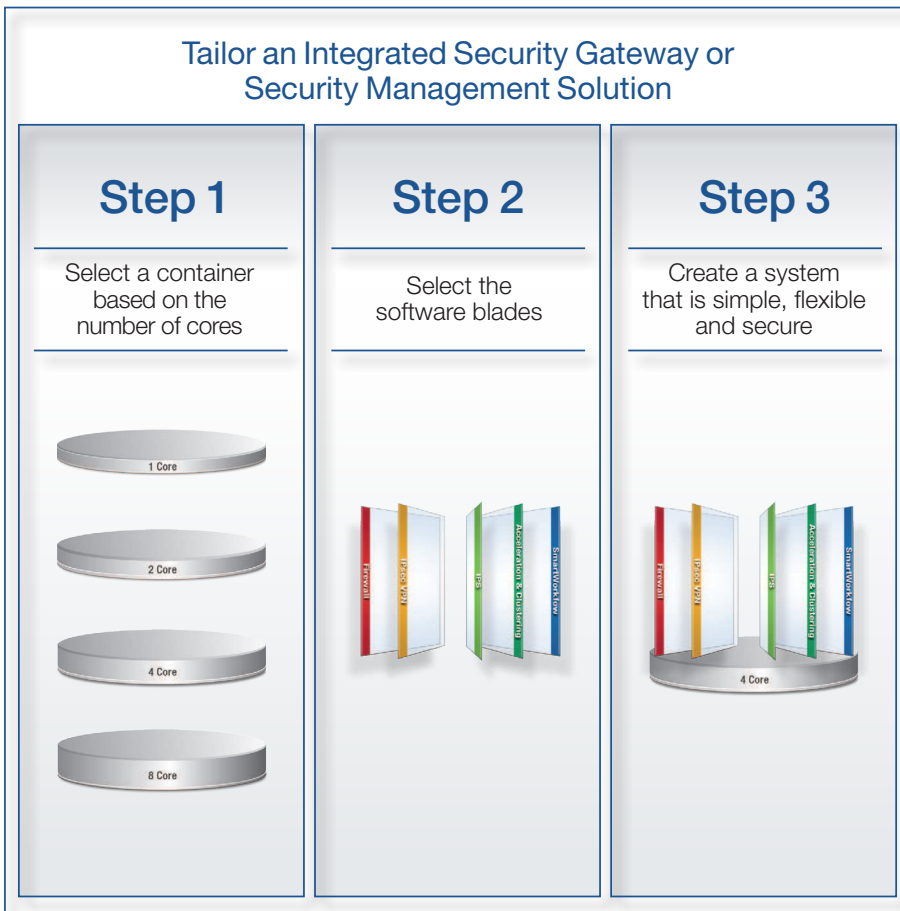 Tailor an Integrated Security Gateway or
Security Management Solution
Step 1
Select a container
based on the
number of cores
1 Core
2 Core
4 Core
8 Core
Step 2
Select the
software blades
Firewall
IPsec VPN
IPS
Acceleration & Clustering
SmartWorkflow
Step 3
Create a system
that is simple, flexible
and secure
Firewall
IPsec VPN
IPS
Acceleration & Clustering
SmartWorkflow
4 Core